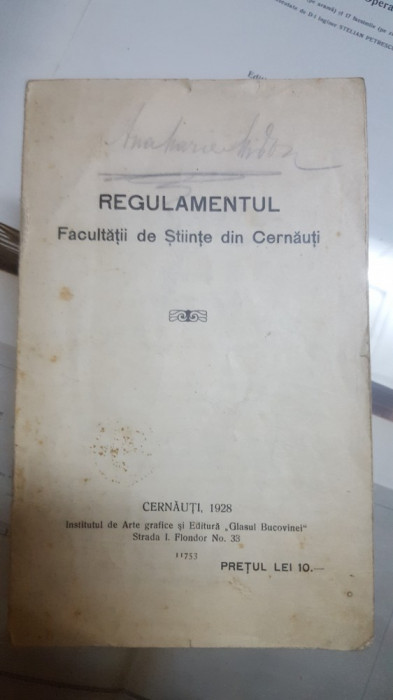 REGULAMENTUL
Facultății de Științe din Cernăuți
CERNĂUȚI, 1928
Institutul de Arte grafice și Editură „Glasul Bucovinei"
Strada I. Flondor No. 33
11753
PREȚUL LEI 10.—